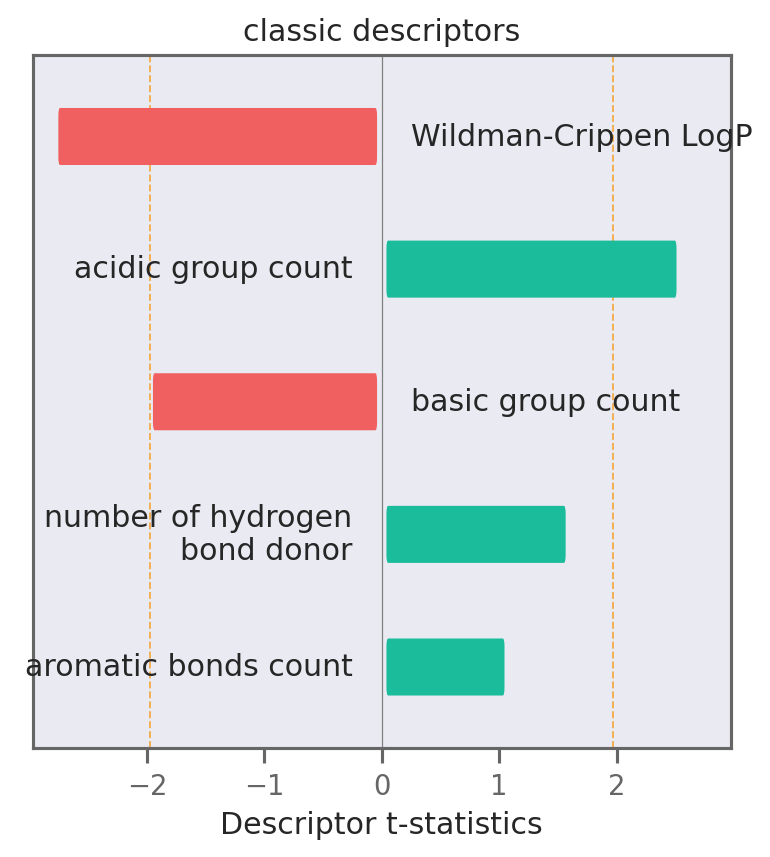 classic descriptors
Wildman-Crippen LogP
acidic group count
basic group count
number of hydrogen
bond donor
aromatic bonds count
−2 −1 0 1 2
Descriptor t-statistics